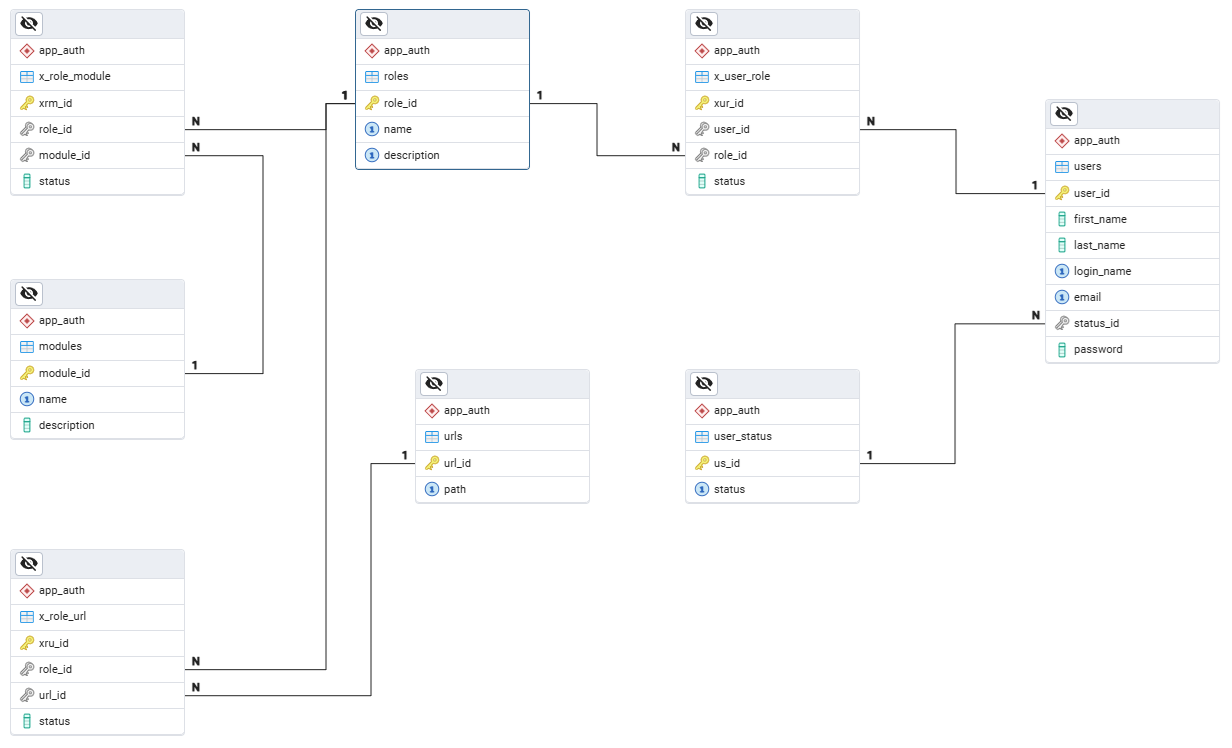 app_auth
x_role_module
xrm_id
role_id
module_id
status
N
N
app_auth
roles
role_id
name
description
1
1
app_auth
x_user_role
xur_id
user_id
role_id
status
N
N
app_auth
users
user_id
first_name
last_name
login_name
email
status_id
password
1
N
app_auth
modules
module_id
name
description
1
app_auth
urls
url_id
path
1
app_auth
user_status
us_id
status
1
app_auth
x_role_url
xru_id
role_id
url_id
status
N
N